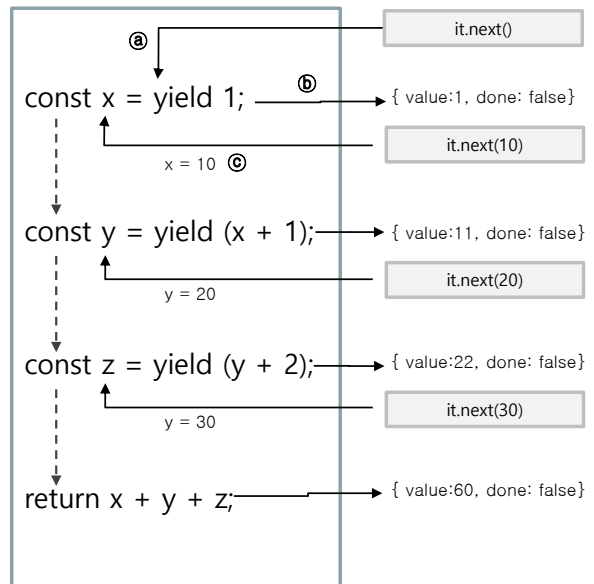 it.next()
ⓐ
const x = yield 1;
ⓑ
{ value:1, done: false}
it.next(10)
x = 10 ⓒ
const y = yield (x + 1);
{ value:11, done: false}
it.next(20)
y = 20
const z = yield (y + 2);
{ value:22, done: false}
it.next(30)
y = 30
return x + y + z;
{ value:60, done: false}